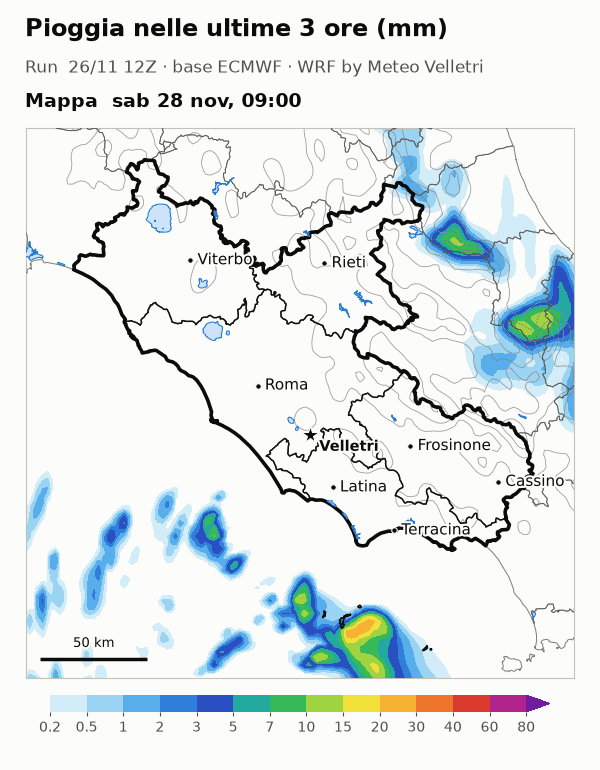 Pioggia nelle ultime 3 ore (mm)
Run  26/11 12Z · base ECMWF · WRF by Meteo Velletri
Mappa  sab 28 nov, 09:00
Viterbo
Rieti
Roma
Velletri
Frosinone
Latina
Cassino
Terracina
50 km
0.2 0.5 1 2 3 5 7 10 15 20 30 40 60 80